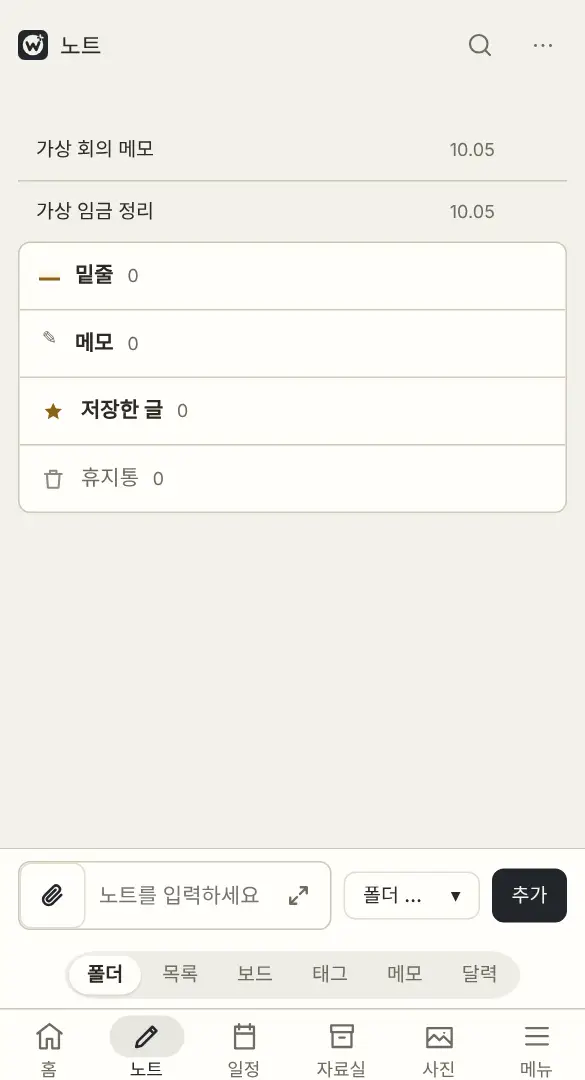 노트
가상 회의 메모 10.05
가상 임금 정리 10.05
밑줄 0
메모 0
저장한 글 0
휴지통 0
노트를 입력하세요 폴더 ... ▼ 추가
폴더 목록 보드 태그 메모 달력
홈 노트 일정 자료실 사진 메뉴